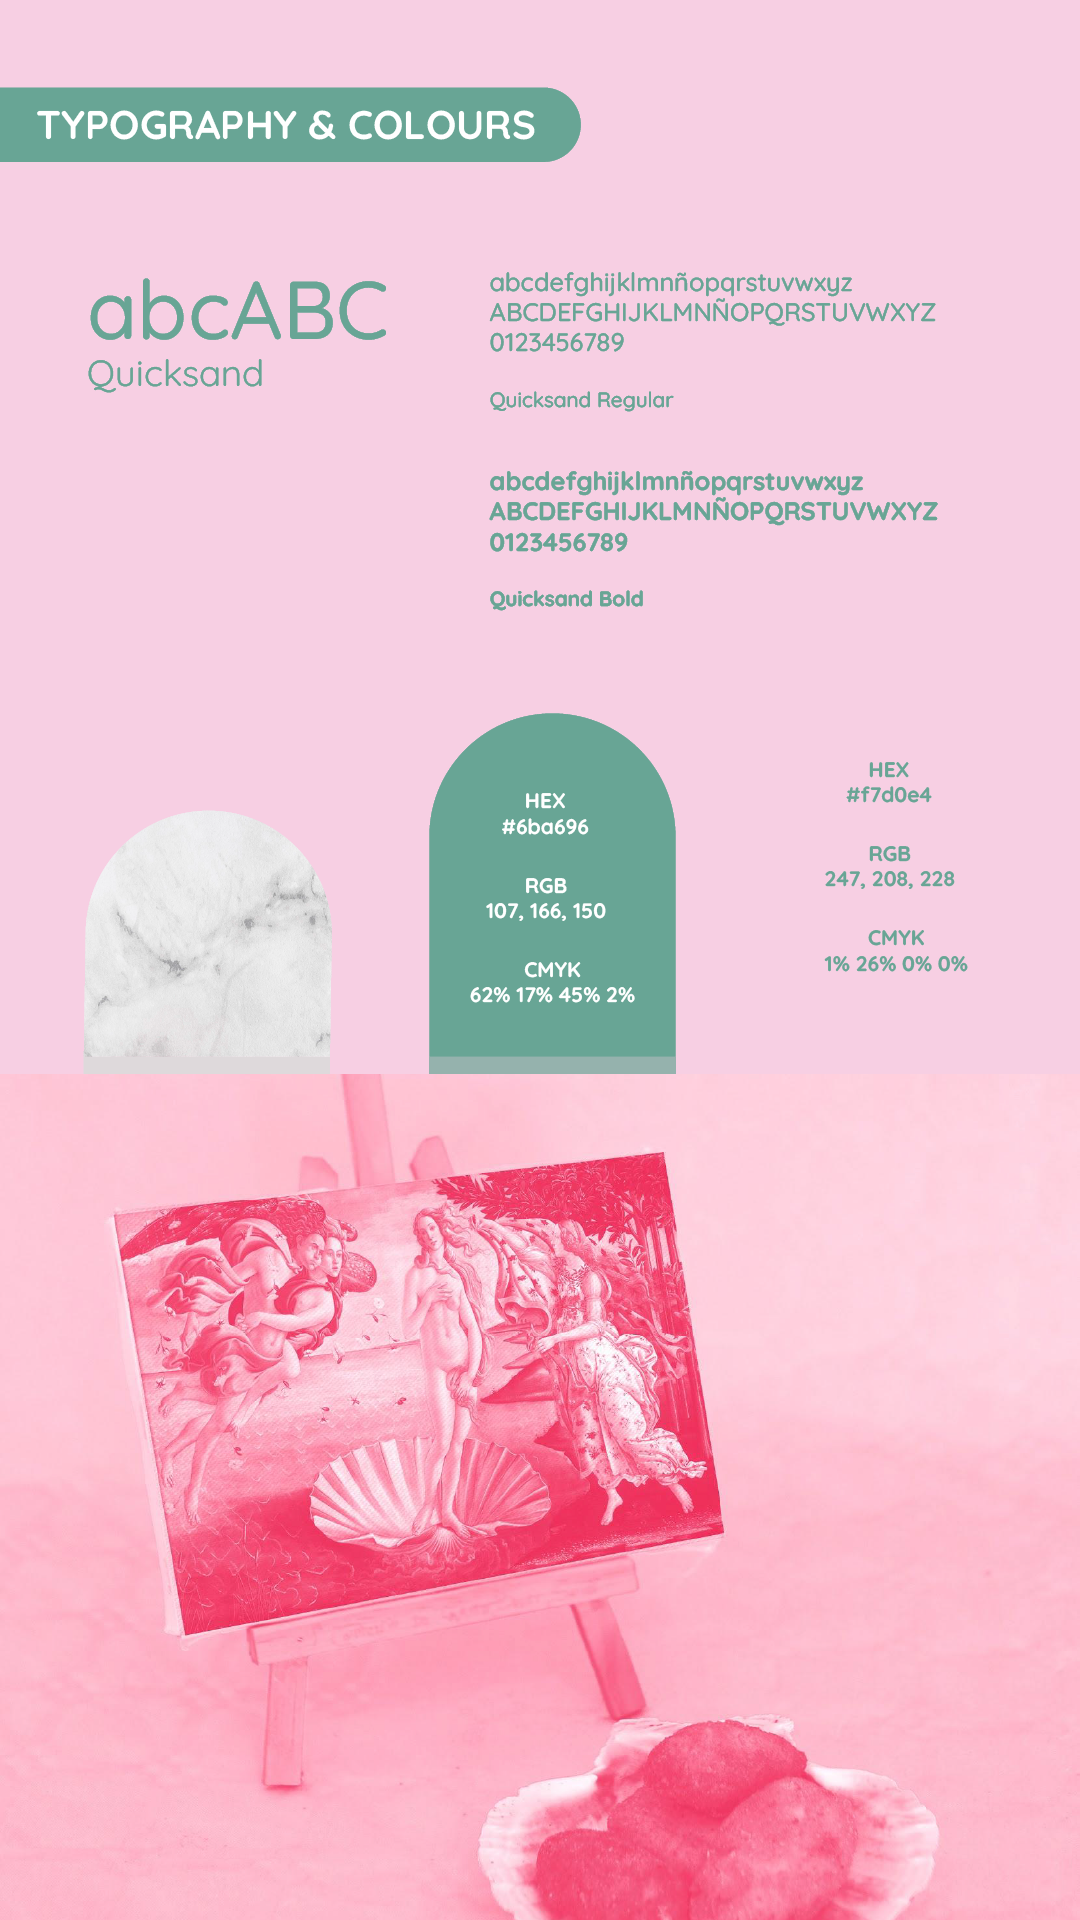 TYPOGRAPHY & COLOURS
abcABC
Quicksand
abcdefghijklmnñopqrstuvwxyz
ABCDEFGHIJKLMNÑOPQRSTUVWXYZ
0123456789
Quicksand Regular
abcdefghijklmnñopqrstuvwxyz
ABCDEFGHIJKLMNÑOPQRSTUVWXYZ
0123456789
Quicksand Bold
HEX
#6ba696
RGB
107, 166, 150
CMYK
62% 17% 45% 2%
HEX
#f7d0e4
RGB
247, 208, 228
CMYK
1% 26% 0% 0%